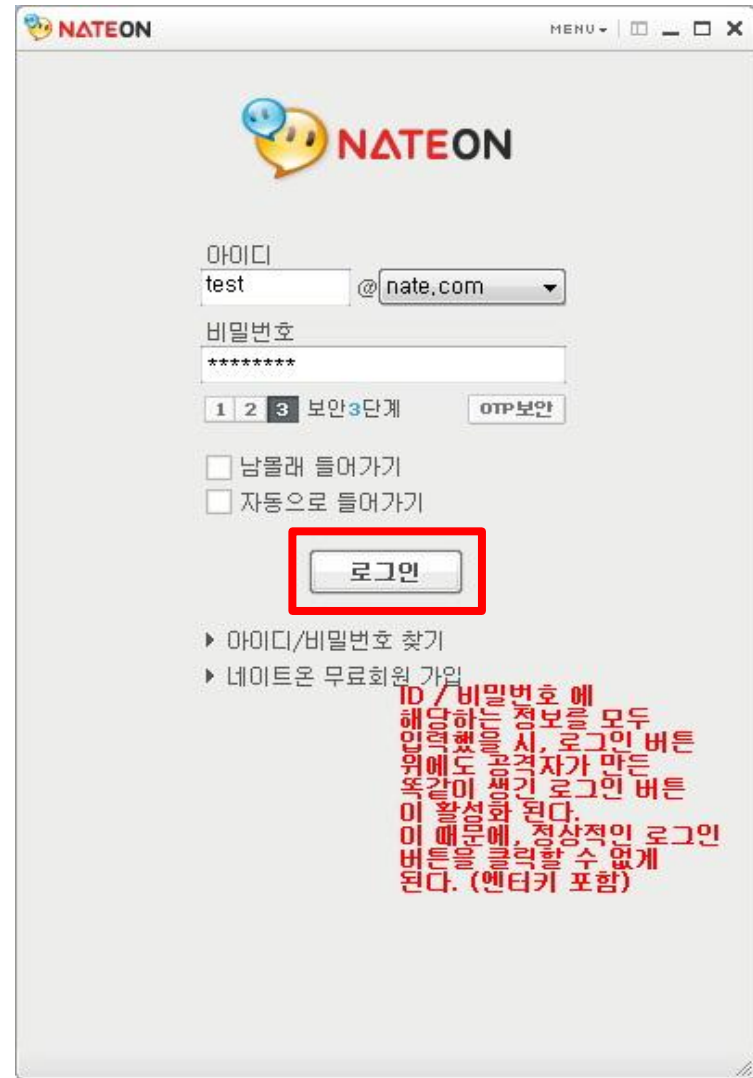 NATEON
MENU
NATEON
아이디
test @ nate.com
비밀번호
********
1 2 3 보안3단계 OTP보안
남몰래 들어가기
자동으로 들어가기
로그인
아이디/비밀번호 찾기
네이트온 무료회원 가입
ID / 비밀번호 에
해당하는 정보를 모두
입력했을 시, 로그인 버튼
위에도 공격자가 만든
똑같이 생긴 로그인 버튼
이 활성화 된다.
이 때문에, 정상적인 로그인
버튼을 클릭할 수 없게
된다. (엔터키 포함)